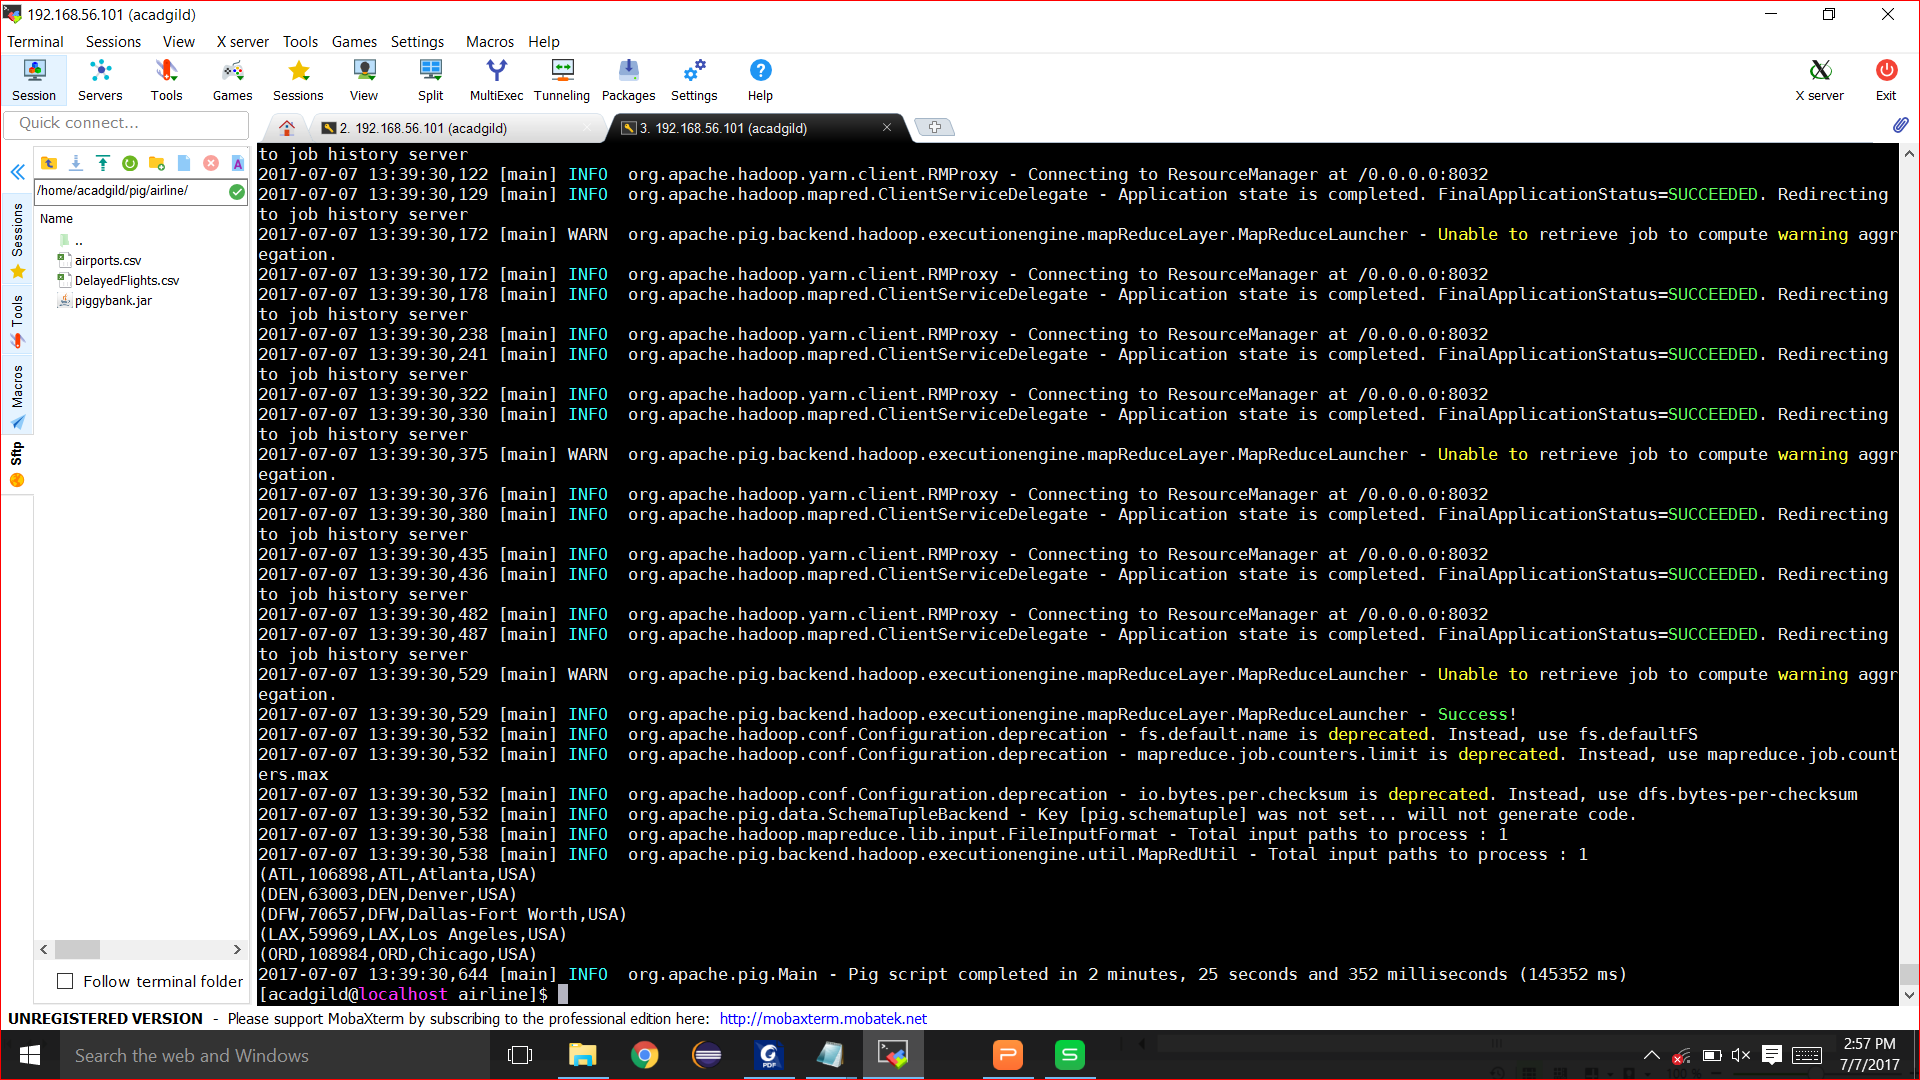 192.168.56.101 (acadgild)
Terminal Sessions View X server Tools Games Settings Macros Help
Session Servers Tools Games Sessions View Split MultiExec Tunneling Packages Settings Help X server Exit
Quick connect...
2. 192.168.56.101 (acadgild)
3. 192.168.56.101 (acadgild)
/home/acadgild/pig/airline/
Name
..
airports.csv
DelayedFlights.csv
piggybank.jar
Sessions
Tools
Macros
Sftp
Follow terminal folder
to job history server
2017-07-07 13:39:30,122 [main] INFO  org.apache.hadoop.yarn.client.RMProxy - Connecting to ResourceManager at /0.0.0.0:8032
2017-07-07 13:39:30,129 [main] INFO  org.apache.hadoop.mapred.ClientServiceDelegate - Application state is completed. FinalApplicationStatus=SUCCEEDED. Redirecting
to job history server
2017-07-07 13:39:30,172 [main] WARN  org.apache.pig.backend.hadoop.executionengine.mapReduceLayer.MapReduceLauncher - Unable to retrieve job to compute warning aggr
egation.
2017-07-07 13:39:30,172 [main] INFO  org.apache.hadoop.yarn.client.RMProxy - Connecting to ResourceManager at /0.0.0.0:8032
2017-07-07 13:39:30,178 [main] INFO  org.apache.hadoop.mapred.ClientServiceDelegate - Application state is completed. FinalApplicationStatus=SUCCEEDED. Redirecting
to job history server
2017-07-07 13:39:30,238 [main] INFO  org.apache.hadoop.yarn.client.RMProxy - Connecting to ResourceManager at /0.0.0.0:8032
2017-07-07 13:39:30,241 [main] INFO  org.apache.hadoop.mapred.ClientServiceDelegate - Application state is completed. FinalApplicationStatus=SUCCEEDED. Redirecting
to job history server
2017-07-07 13:39:30,322 [main] INFO  org.apache.hadoop.yarn.client.RMProxy - Connecting to ResourceManager at /0.0.0.0:8032
2017-07-07 13:39:30,330 [main] INFO  org.apache.hadoop.mapred.ClientServiceDelegate - Application state is completed. FinalApplicationStatus=SUCCEEDED. Redirecting
to job history server
2017-07-07 13:39:30,375 [main] WARN  org.apache.pig.backend.hadoop.executionengine.mapReduceLayer.MapReduceLauncher - Unable to retrieve job to compute warning aggr
egation.
2017-07-07 13:39:30,376 [main] INFO  org.apache.hadoop.yarn.client.RMProxy - Connecting to ResourceManager at /0.0.0.0:8032
2017-07-07 13:39:30,380 [main] INFO  org.apache.hadoop.mapred.ClientServiceDelegate - Application state is completed. FinalApplicationStatus=SUCCEEDED. Redirecting
to job history server
2017-07-07 13:39:30,435 [main] INFO  org.apache.hadoop.yarn.client.RMProxy - Connecting to ResourceManager at /0.0.0.0:8032
2017-07-07 13:39:30,436 [main] INFO  org.apache.hadoop.mapred.ClientServiceDelegate - Application state is completed. FinalApplicationStatus=SUCCEEDED. Redirecting
to job history server
2017-07-07 13:39:30,482 [main] INFO  org.apache.hadoop.yarn.client.RMProxy - Connecting to ResourceManager at /0.0.0.0:8032
2017-07-07 13:39:30,487 [main] INFO  org.apache.hadoop.mapred.ClientServiceDelegate - Application state is completed. FinalApplicationStatus=SUCCEEDED. Redirecting
to job history server
2017-07-07 13:39:30,529 [main] WARN  org.apache.pig.backend.hadoop.executionengine.mapReduceLayer.MapReduceLauncher - Unable to retrieve job to compute warning aggr
egation.
2017-07-07 13:39:30,529 [main] INFO  org.apache.pig.backend.hadoop.executionengine.mapReduceLayer.MapReduceLauncher - Success!
2017-07-07 13:39:30,532 [main] INFO  org.apache.hadoop.conf.Configuration.deprecation - fs.default.name is deprecated. Instead, use fs.defaultFS
2017-07-07 13:39:30,532 [main] INFO  org.apache.hadoop.conf.Configuration.deprecation - mapreduce.job.counters.limit is deprecated. Instead, use mapreduce.job.count
ers.max
2017-07-07 13:39:30,532 [main] INFO  org.apache.hadoop.conf.Configuration.deprecation - io.bytes.per.checksum is deprecated. Instead, use dfs.bytes-per-checksum
2017-07-07 13:39:30,532 [main] INFO  org.apache.pig.data.SchemaTupleBackend - Key [pig.schematuple] was not set... will not generate code.
2017-07-07 13:39:30,538 [main] INFO  org.apache.hadoop.mapreduce.lib.input.FileInputFormat - Total input paths to process : 1
2017-07-07 13:39:30,538 [main] INFO  org.apache.pig.backend.hadoop.executionengine.util.MapRedUtil - Total input paths to process : 1
(ATL,106898,ATL,Atlanta,USA)
(DEN,63003,DEN,Denver,USA)
(DFW,70657,DFW,Dallas-Fort Worth,USA)
(LAX,59969,LAX,Los Angeles,USA)
(ORD,108984,ORD,Chicago,USA)
2017-07-07 13:39:30,644 [main] INFO  org.apache.pig.Main - Pig script completed in 2 minutes, 25 seconds and 352 milliseconds (145352 ms)
[acadgild@localhost airline]$
UNREGISTERED VERSION - Please support MobaXterm by subscribing to the professional edition here: http://mobaxterm.mobatek.net
Search the web and Windows
2:57 PM
7/7/2017